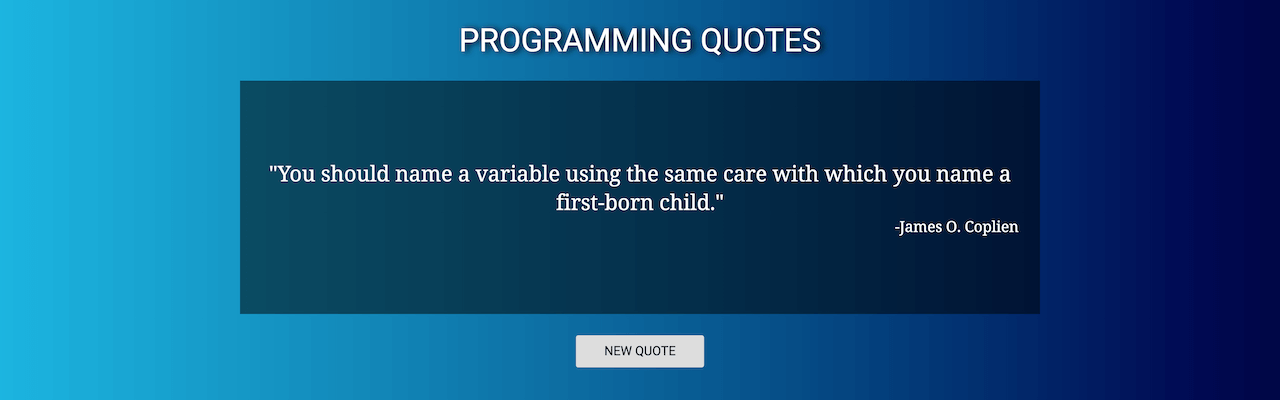 PROGRAMMING QUOTES
"You should name a variable using the same care with which you name a
first-born child."
-James O. Coplien
NEW QUOTE